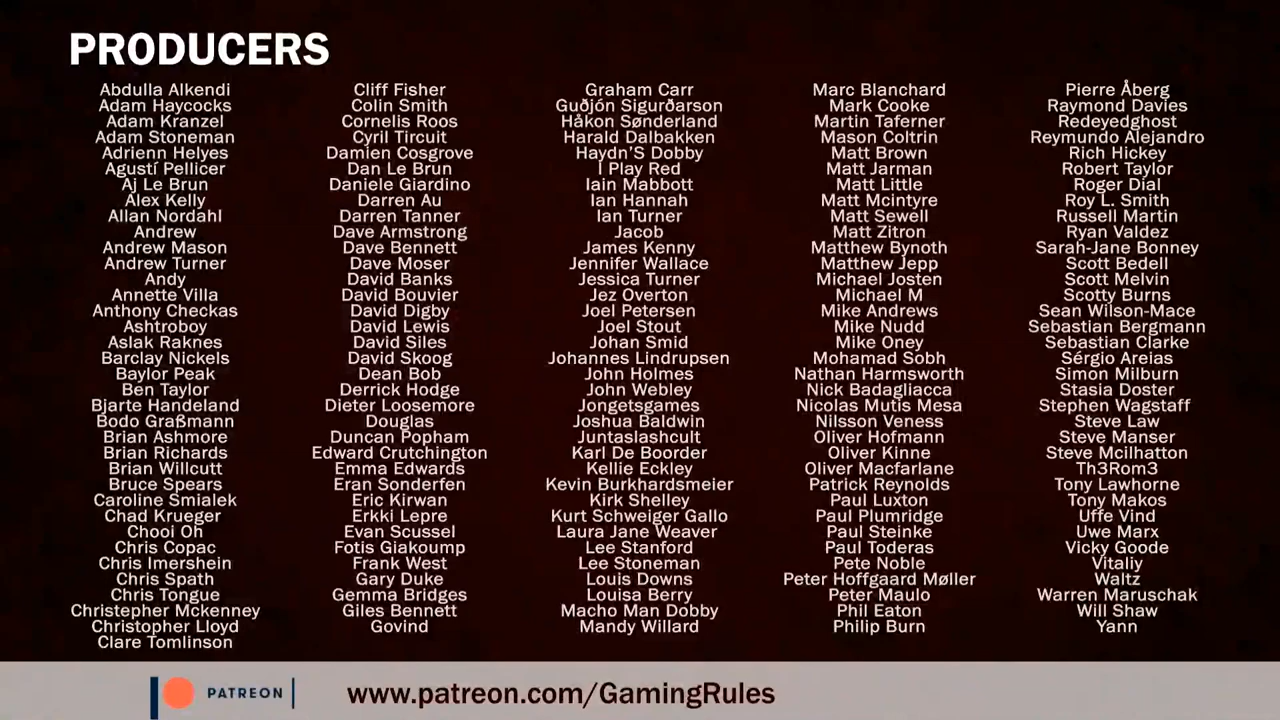 PRODUCERS
Abdulla Alkendi
Adam Haycocks
Adam Kranzel
Adam Stoneman
Adrienn Helyes
Agustí Pellicer
Aj Le Brun
Alex Kelly
Allan Nordahl
Andrew
Andrew Mason
Andrew Turner
Andy
Annette Villa
Anthony Checkas
Ashtroboy
Aslak Raknes
Barclay Nickels
Baylor Peak
Ben Taylor
Bjarte Handeland
Bodo Graßmann
Brian Ashmore
Brian Richards
Brian Willcutt
Bruce Spears
Caroline Smialek
Chad Krueger
Chooi Oh
Chris Copac
Chris Imershein
Chris Spath
Chris Tongue
Christepher Mckenney
Christopher Lloyd
Clare Tomlinson
Cliff Fisher
Colin Smith
Cornelis Roos
Cyril Tircuit
Damien Cosgrove
Dan Le Brun
Daniele Giardino
Darren Au
Darren Tanner
Dave Armstrong
Dave Bennett
Dave Moser
David Banks
David Bouvier
David Digby
David Lewis
David Siles
David Skoog
Dean Bob
Derrick Hodge
Dieter Loosemore
Douglas
Duncan Popham
Edward Crutchington
Emma Edwards
Eran Sonderfen
Eric Kirwan
Erkki Lepre
Evan Scussel
Fotis Giakoump
Frank West
Gary Duke
Gemma Bridges
Giles Bennett
Govind
Graham Carr
Guðjón Sigurðarson
Håkon Sønderland
Harald Dalbakken
Haydn'S Dobby
I Play Red
Iain Mabbott
Ian Hannah
Ian Turner
Jacob
James Kenny
Jennifer Wallace
Jessica Turner
Jez Overton
Joel Petersen
Joel Stout
Johan Smid
Johannes Lindrupsen
John Holmes
John Webley
Jongetsgames
Joshua Baldwin
Juntaslashcult
Karl De Boorder
Kellie Eckley
Kevin Burkhardsmeier
Kirk Shelley
Kurt Schweiger Gallo
Laura Jane Weaver
Lee Stanford
Lee Stoneman
Louis Downs
Louisa Berry
Macho Man Dobby
Mandy Willard
Marc Blanchard
Mark Cooke
Martin Taferner
Mason Coltrin
Matt Brown
Matt Jarman
Matt Little
Matt Mcintyre
Matt Sewell
Matt Zitron
Matthew Bynoth
Matthew Jepp
Michael Josten
Michael M
Mike Andrews
Mike Nudd
Mike Oney
Mohamad Sobh
Nathan Harmsworth
Nick Badagliacca
Nicolas Mutis Mesa
Nilsson Veness
Oliver Hofmann
Oliver Kinne
Oliver Macfarlane
Patrick Reynolds
Paul Luxton
Paul Plumridge
Paul Steinke
Paul Toderas
Pete Noble
Peter Hoffgaard Møller
Peter Maulo
Phil Eaton
Philip Burn
Pierre Åberg
Raymond Davies
Redeyedghost
Reymundo Alejandro
Rich Hickey
Robert Taylor
Roger Dial
Roy L. Smith
Russell Martin
Ryan Valdez
Sarah-Jane Bonney
Scott Bedell
Scott Melvin
Scotty Burns
Sean Wilson-Mace
Sebastian Bergmann
Sebastian Clarke
Sérgio Areias
Simon Milburn
Stasia Doster
Stephen Wagstaff
Steve Law
Steve Manser
Steve Mcilhatton
Th3Rom3
Tony Lawhorne
Tony Makos
Uffe Vind
Uwe Marx
Vicky Goode
Vitaliy
Waltz
Warren Maruschak
Will Shaw
Yann
PATREON
www.patreon.com/GamingRules